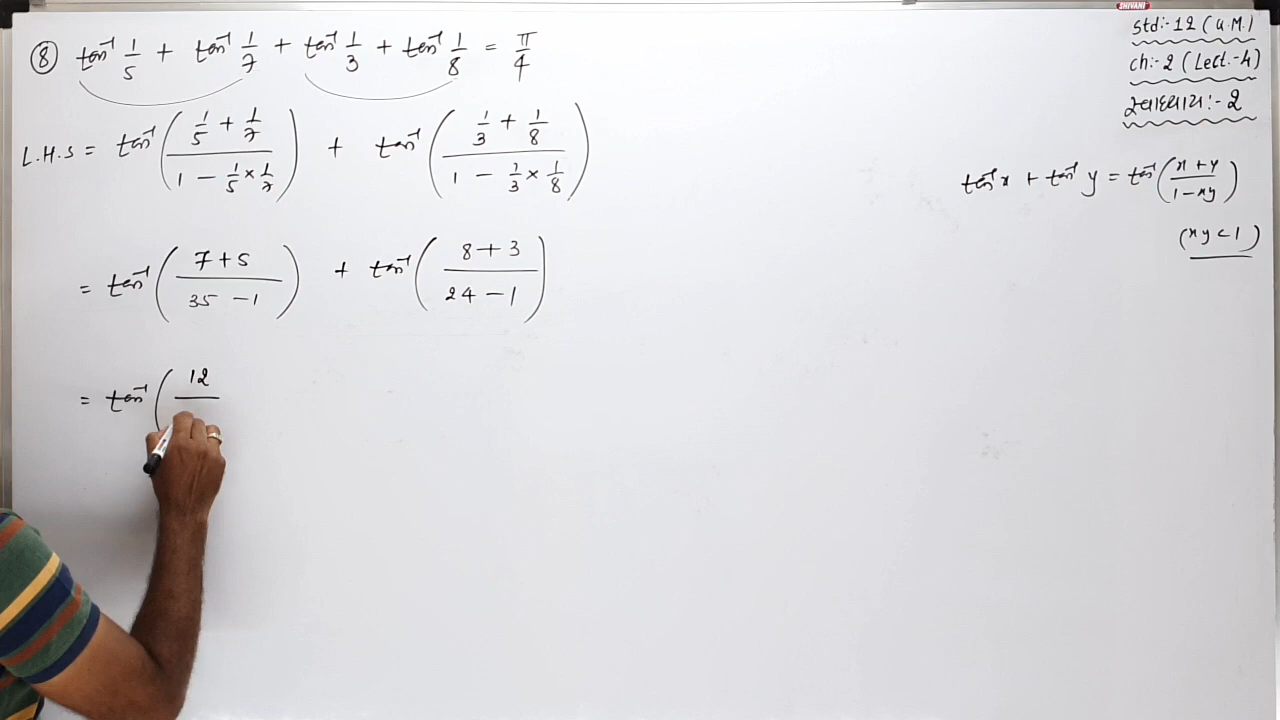 SHIVANI
Std:- 12 (G.M.)
ch:- 2 (Lect.-4)
સ્વાધ્યાય:- 2
⑧ tan⁻¹ 1/5 + tan⁻¹ 1/7 + tan⁻¹ 1/3 + tan⁻¹ 1/8 = π/4
L.H.S = tan⁻¹ ((1/5 + 1/7)/(1 - 1/5 × 1/7)) + tan⁻¹ ((1/3 + 1/8)/(1 - 1/3 × 1/8))
tan⁻¹ x + tan⁻¹ y = tan⁻¹ ((x + y)/(1 - xy))
(xy < 1)
= tan⁻¹ ((7 + 5)/(35 - 1)) + tan⁻¹ ((8 + 3)/(24 - 1))
= tan⁻¹ (12/